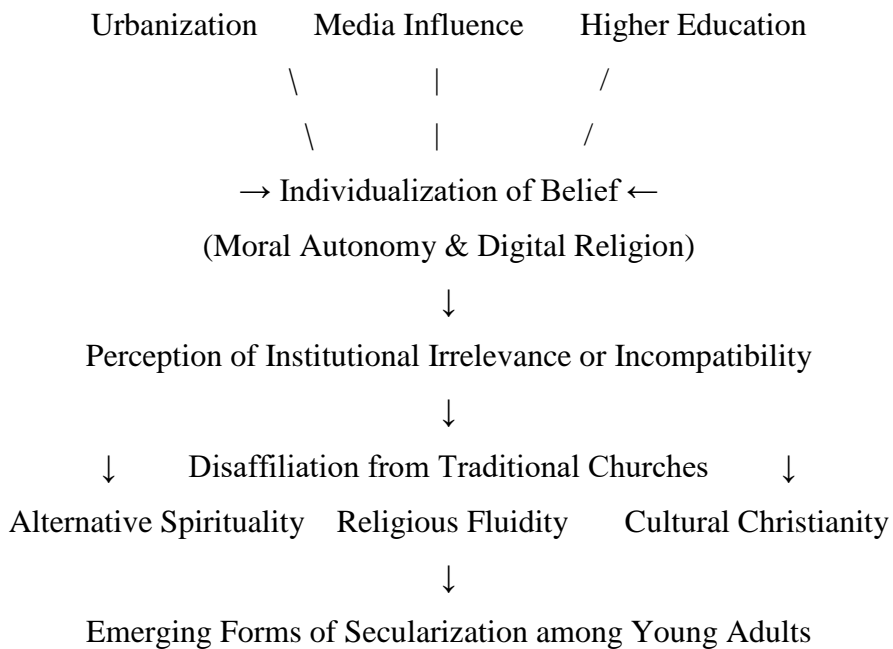 Urbanization Media Influence Higher Education
\ | /
\ | /
→ Individualization of Belief ←
(Moral Autonomy & Digital Religion)
↓
Perception of Institutional Irrelevance or Incompatibility
↓
↓ Disaffiliation from Traditional Churches ↓
Alternative Spirituality Religious Fluidity Cultural Christianity
↓
Emerging Forms of Secularization among Young Adults